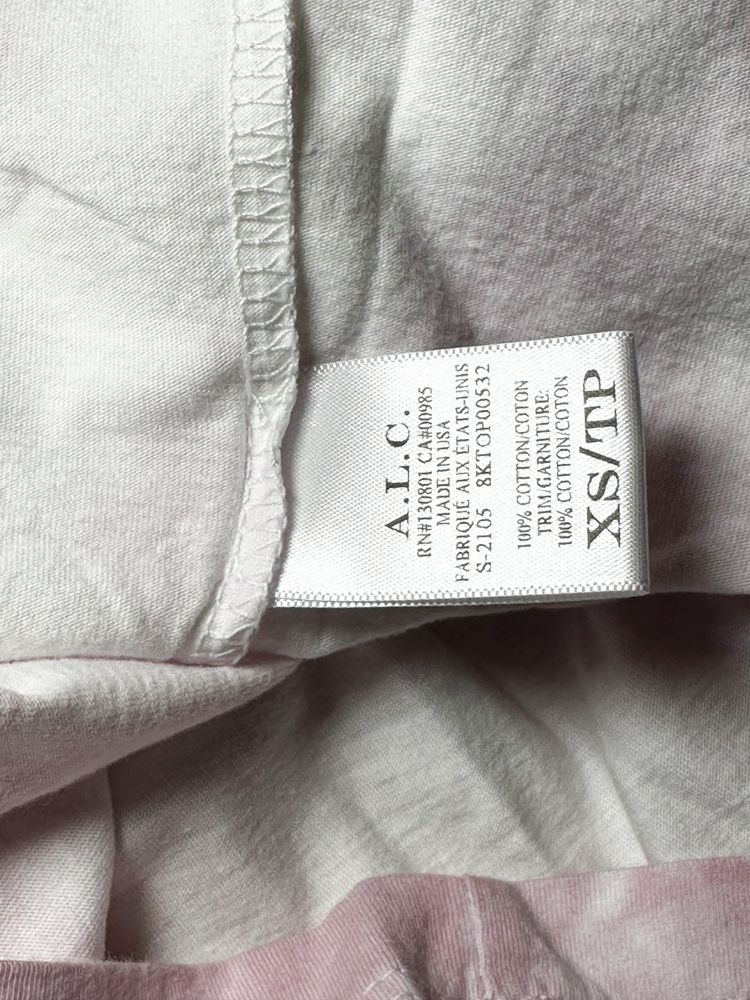 A.L.C.
RN#130801 CA#00985
MADE IN USA
FABRIQUÉ AUX ÉTATS-UNIS
S-2105 8KTOP00532
100% COTTON/COTON
TRIM/GARNITURE:
100% COTTON/COTON
XS/TP